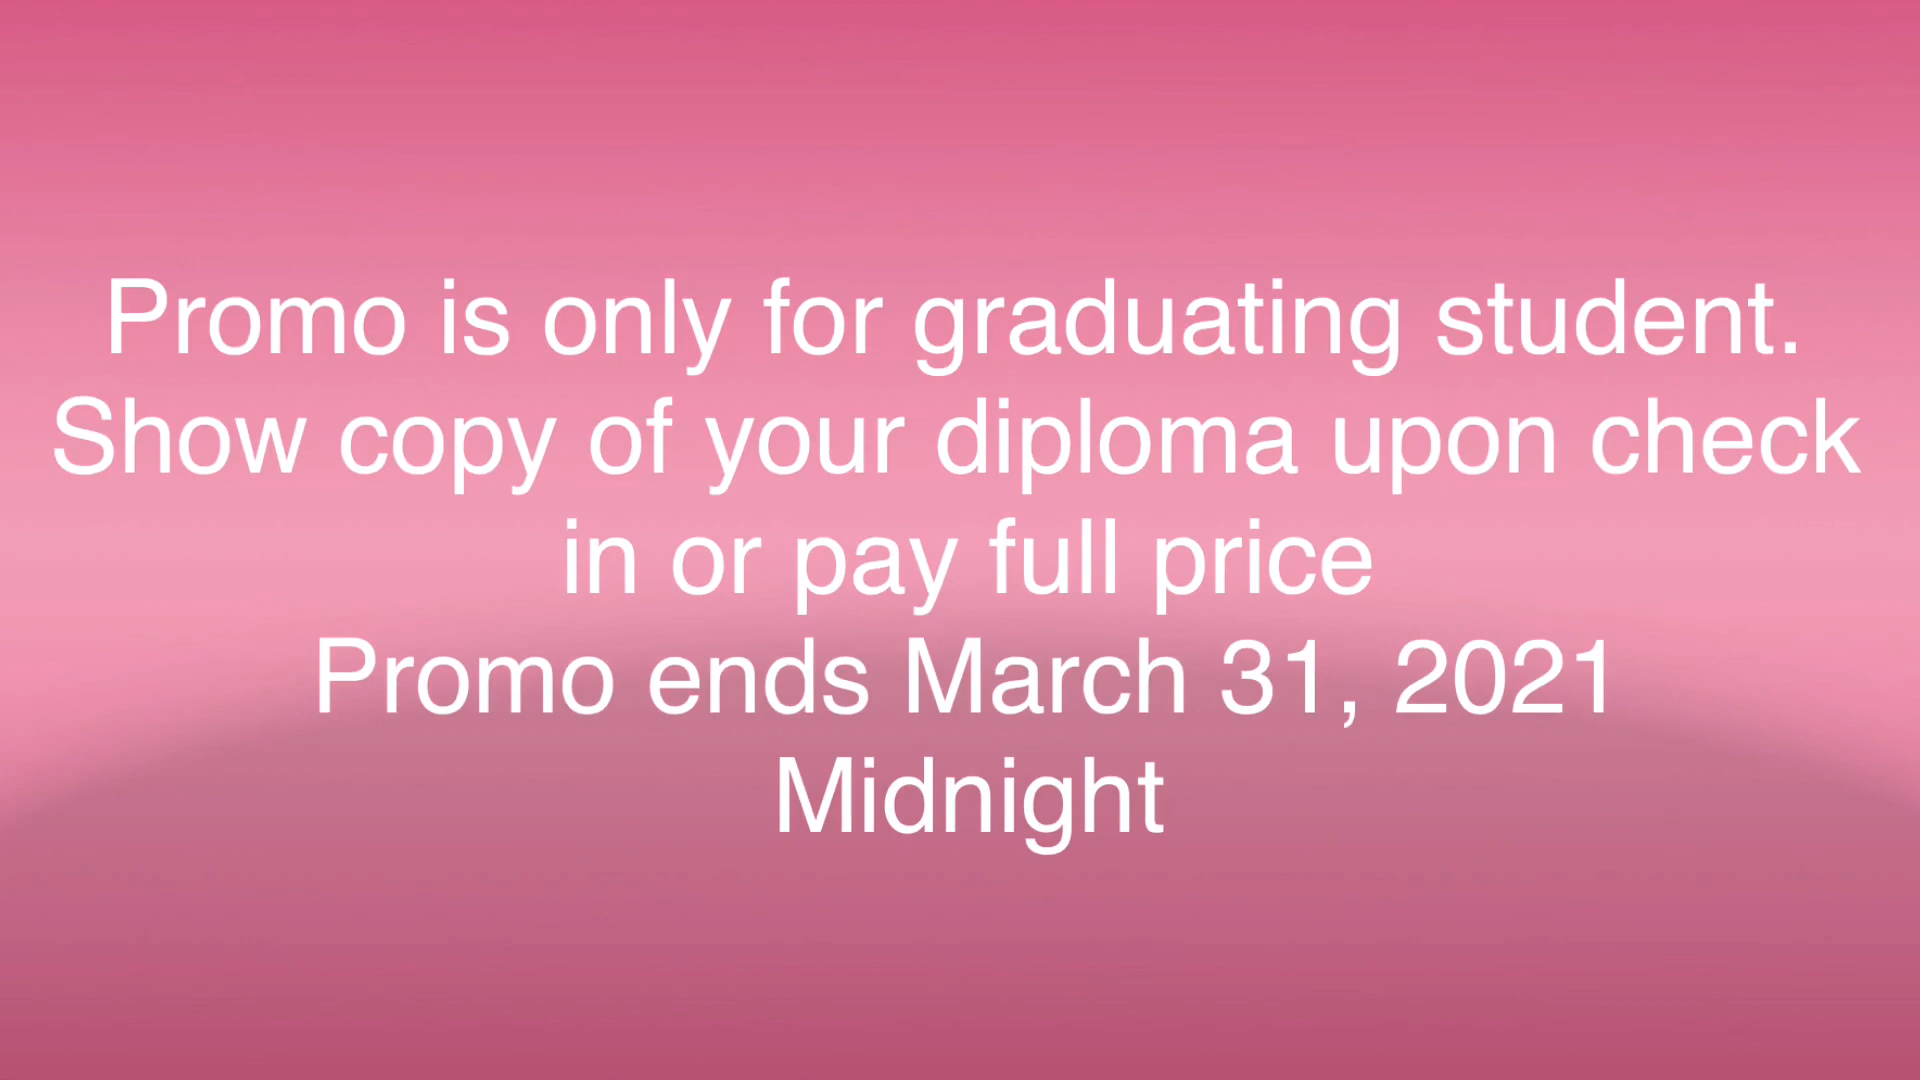 Promo is only for graduating student.
Show copy of your diploma upon check
in or pay full price
Promo ends March 31, 2021
Midnight